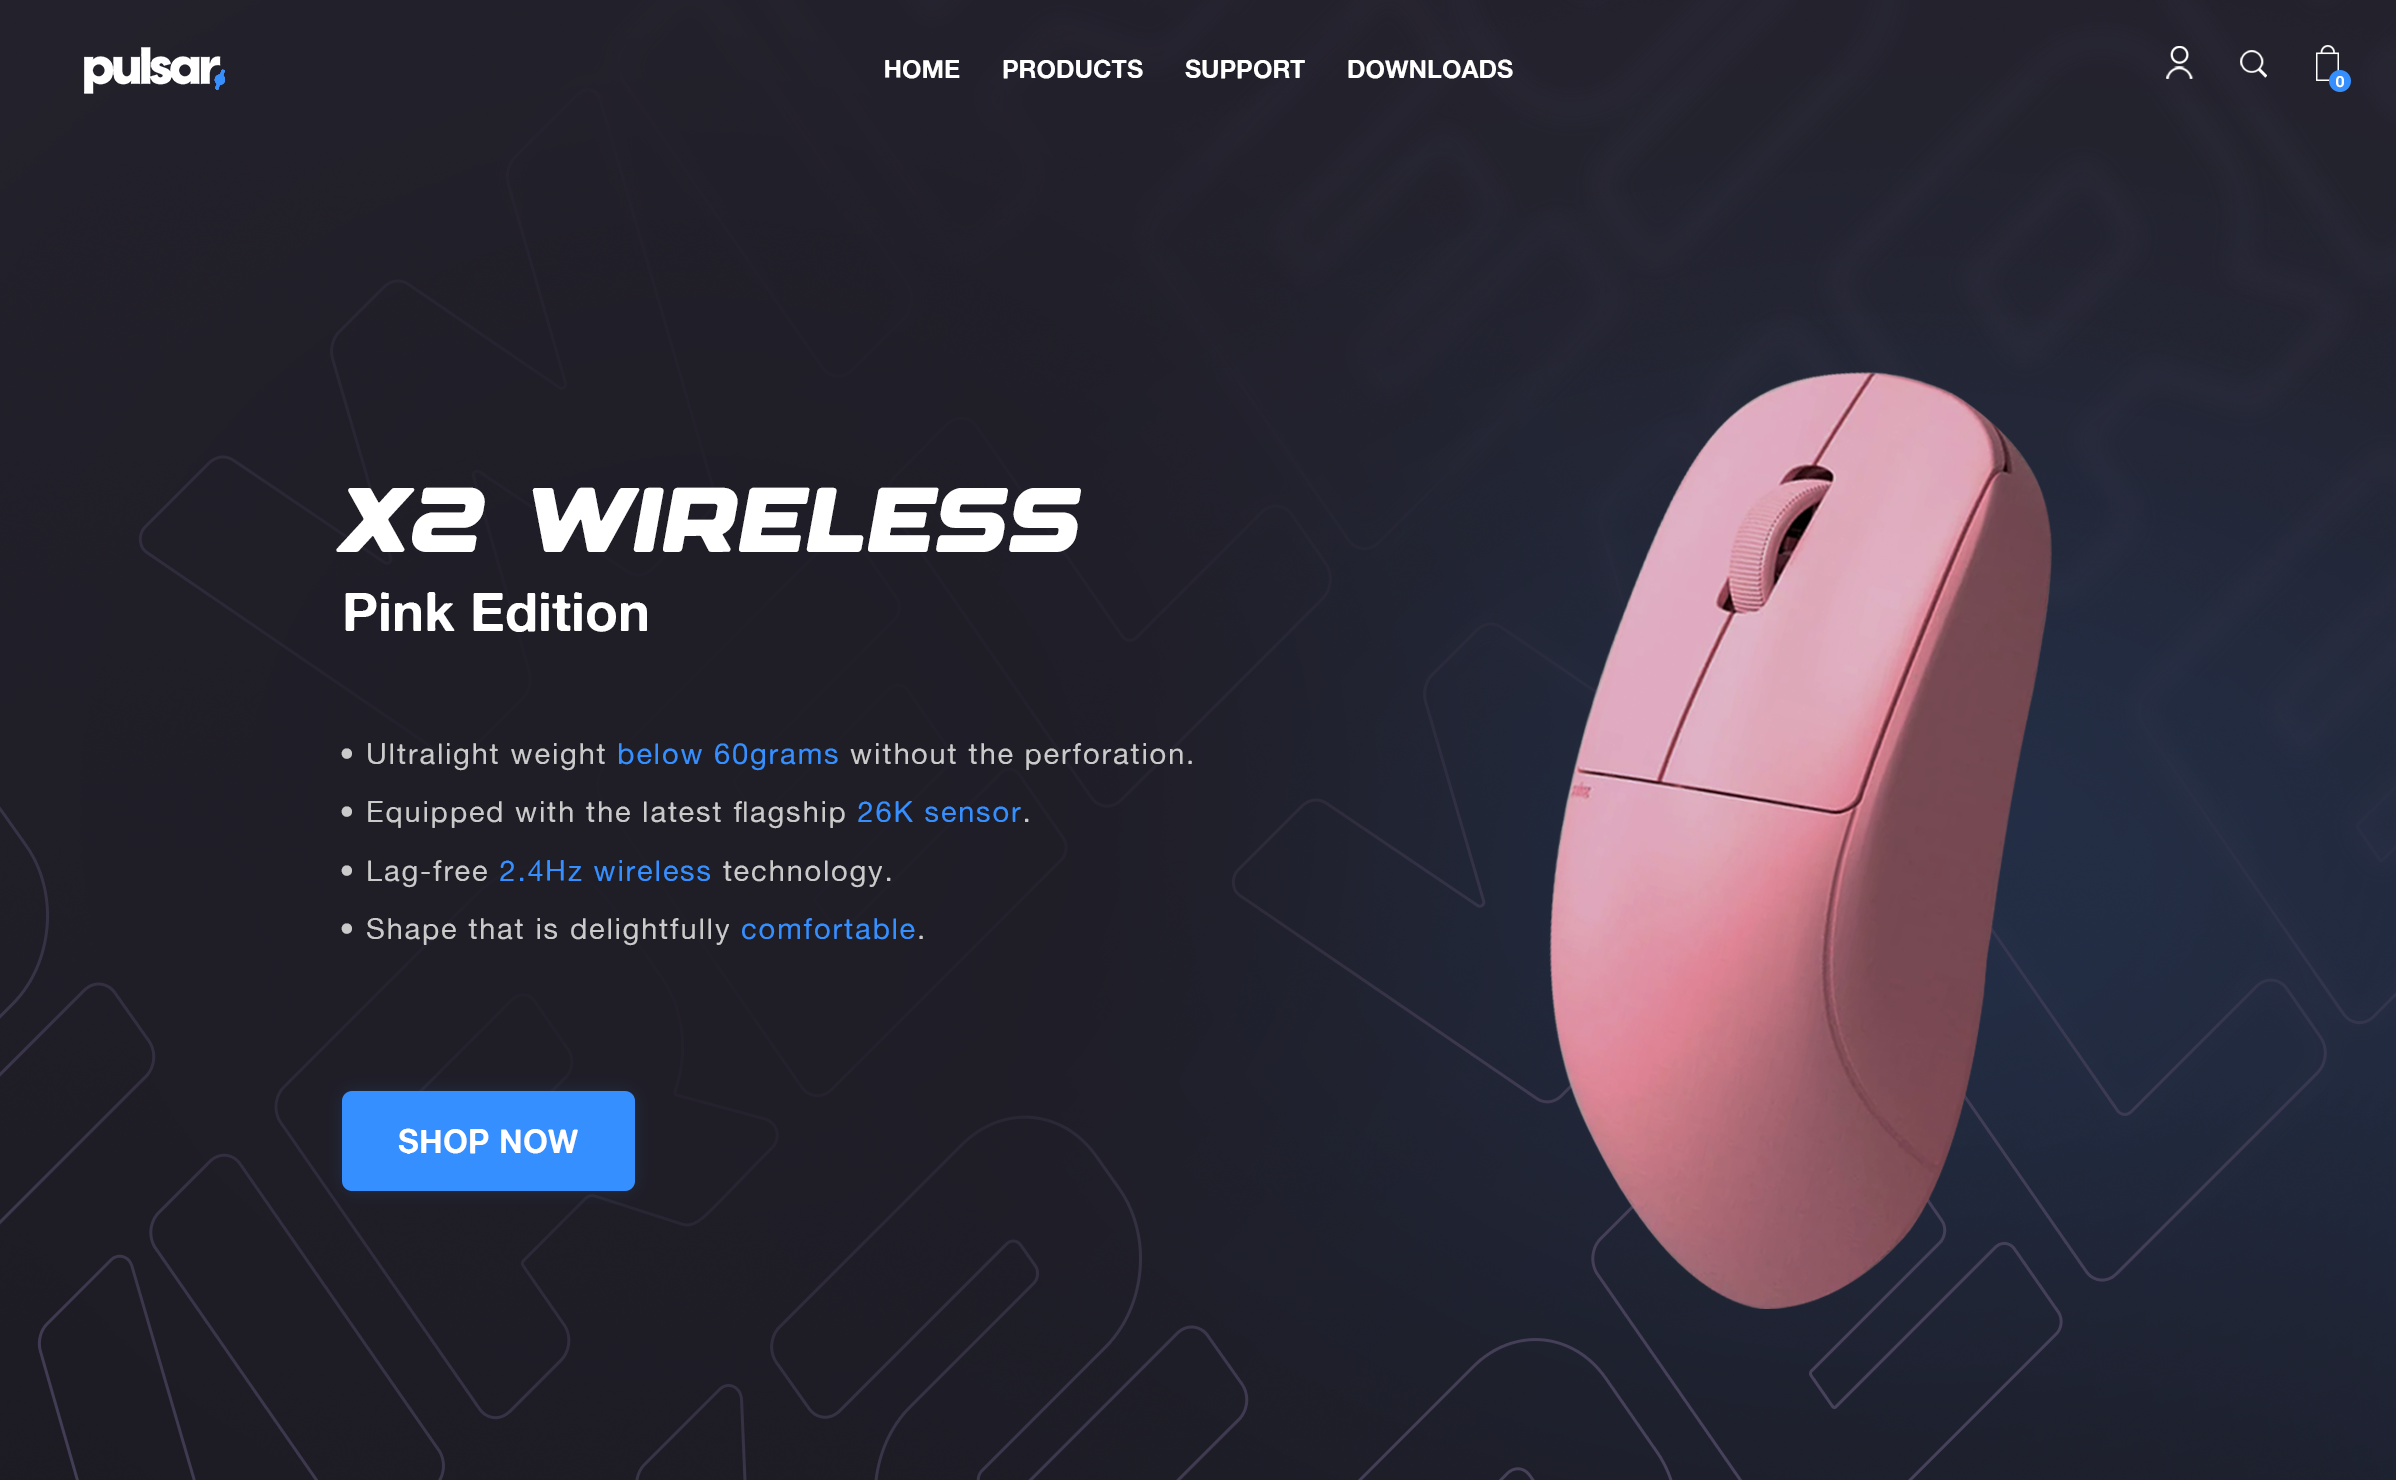 pulsar
HOME PRODUCTS SUPPORT DOWNLOADS
0
X2 WIRELESS
Pink Edition
• Ultralight weight below 60grams without the perforation.
• Equipped with the latest flagship 26K sensor.
• Lag-free 2.4Hz wireless technology.
• Shape that is delightfully comfortable.
SHOP NOW